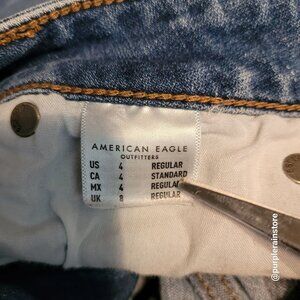 AMERICAN EAGLE
OUTFITTERS
US 4 REGULAR
CA 4 STANDARD
MX 4 REGULAR
UK 8 REGULAR
@purplerainstore